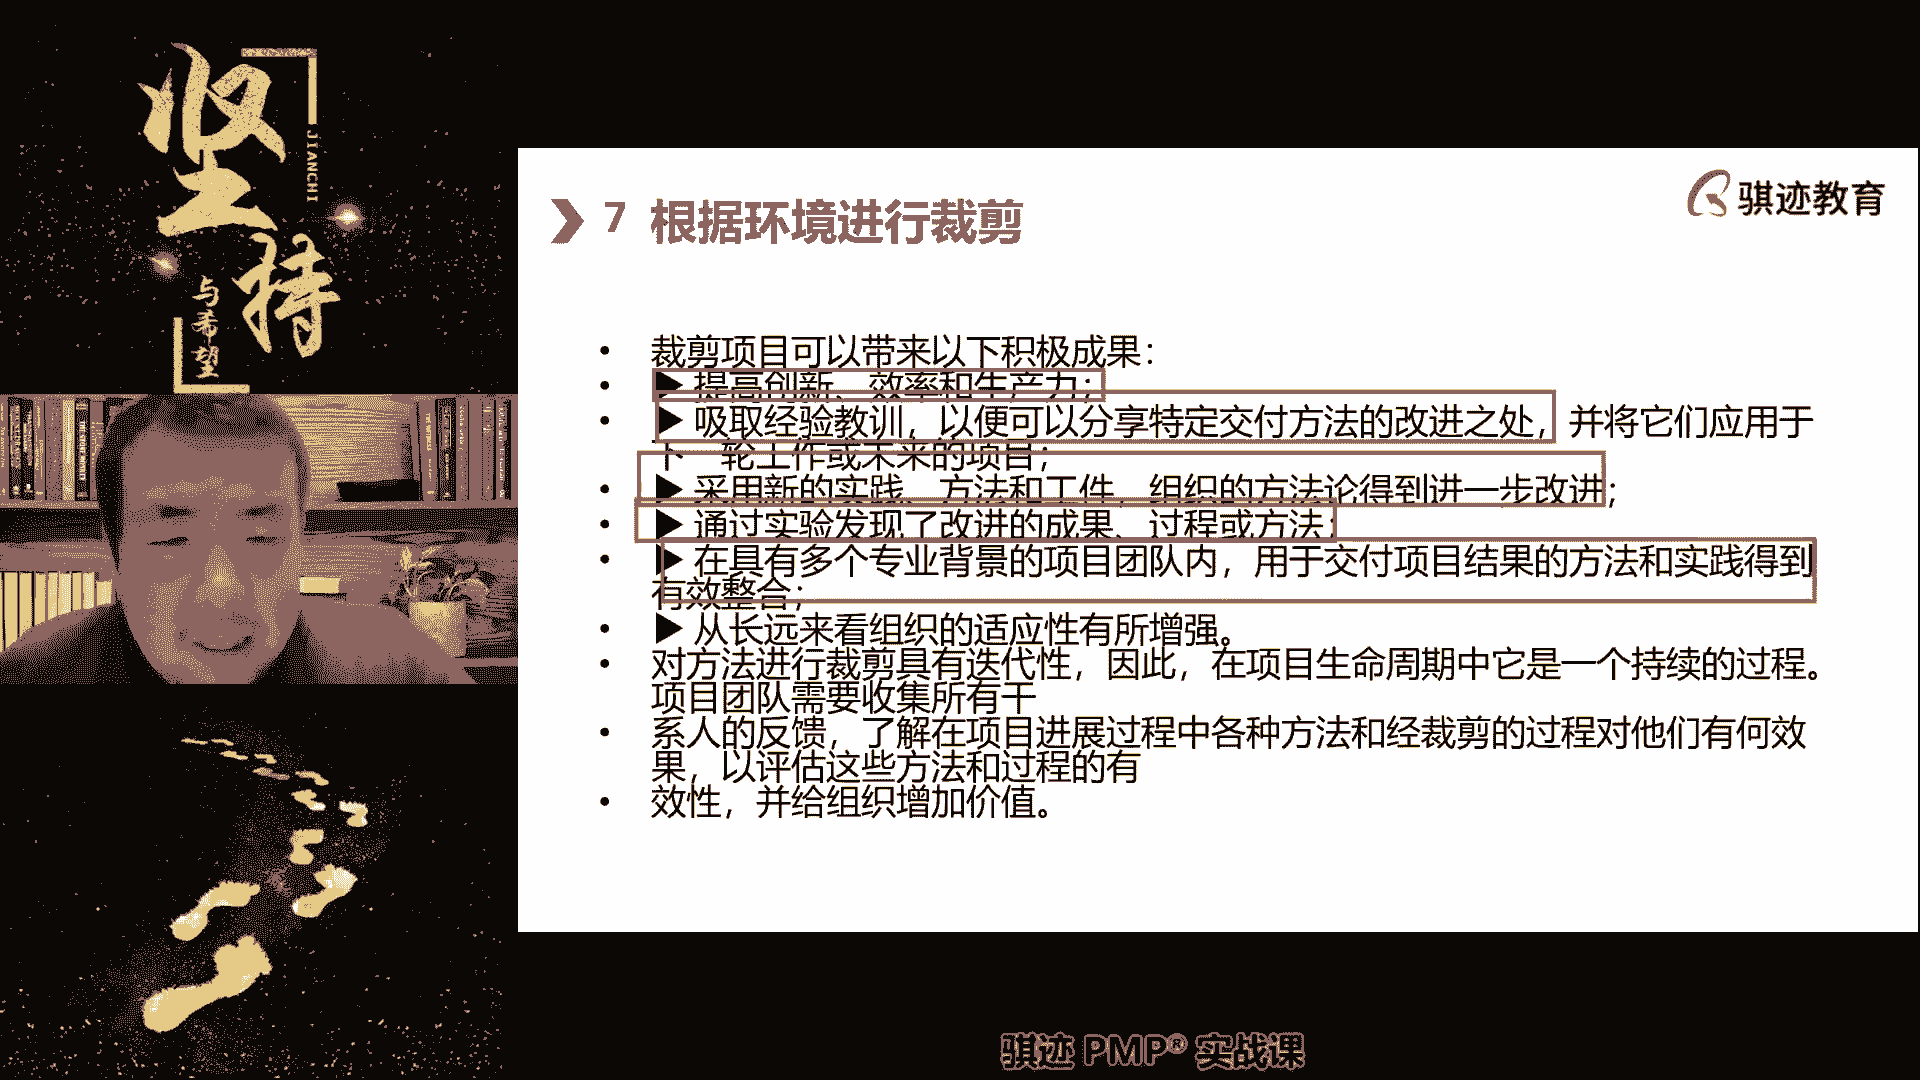 坚持
JIANCHI
与希望
骐迹教育
7 根据环境进行裁剪
• 裁剪项目可以带来以下积极成果：
• ▶ 提高创新、效率和生产力；
• ▶ 吸取经验教训，以便可以分享特定交付方法的改进之处，并将它们应用于
下一轮工作或未来的项目；
• ▶ 采用新的实践、方法和工件，组织的方法论得到进一步改进；
• ▶ 通过实验发现了改进的成果、过程或方法；
• ▶ 在具有多个专业背景的项目团队内，用于交付项目结果的方法和实践得到
有效整合；
• ▶ 从长远来看组织的适应性有所增强。
• 对方法进行裁剪具有迭代性，因此，在项目生命周期中它是一个持续的过程。
项目团队需要收集所有干
• 系人的反馈，了解在项目进展过程中各种方法和经裁剪的过程对他们有何效
果，以评估这些方法和过程的有
• 效性，并给组织增加价值。
骐迹 PMP® 实战课